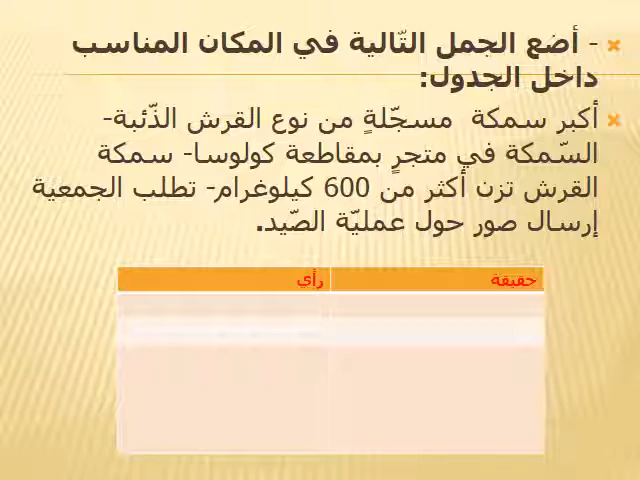 - أضع الجمل التّالية في المكان المناسب
داخل الجدول:
أكبر سمكة مسجّلةٍ من نوع القرش الذّئبة-
السّمكة في متجرٍ بمقاطعة كولوسا- سمكة
القرش تزن أكثر من 600 كيلوغرام- تطلب الجمعية
إرسال صور حول عمليّة الصّيد.
حقيقة رأي